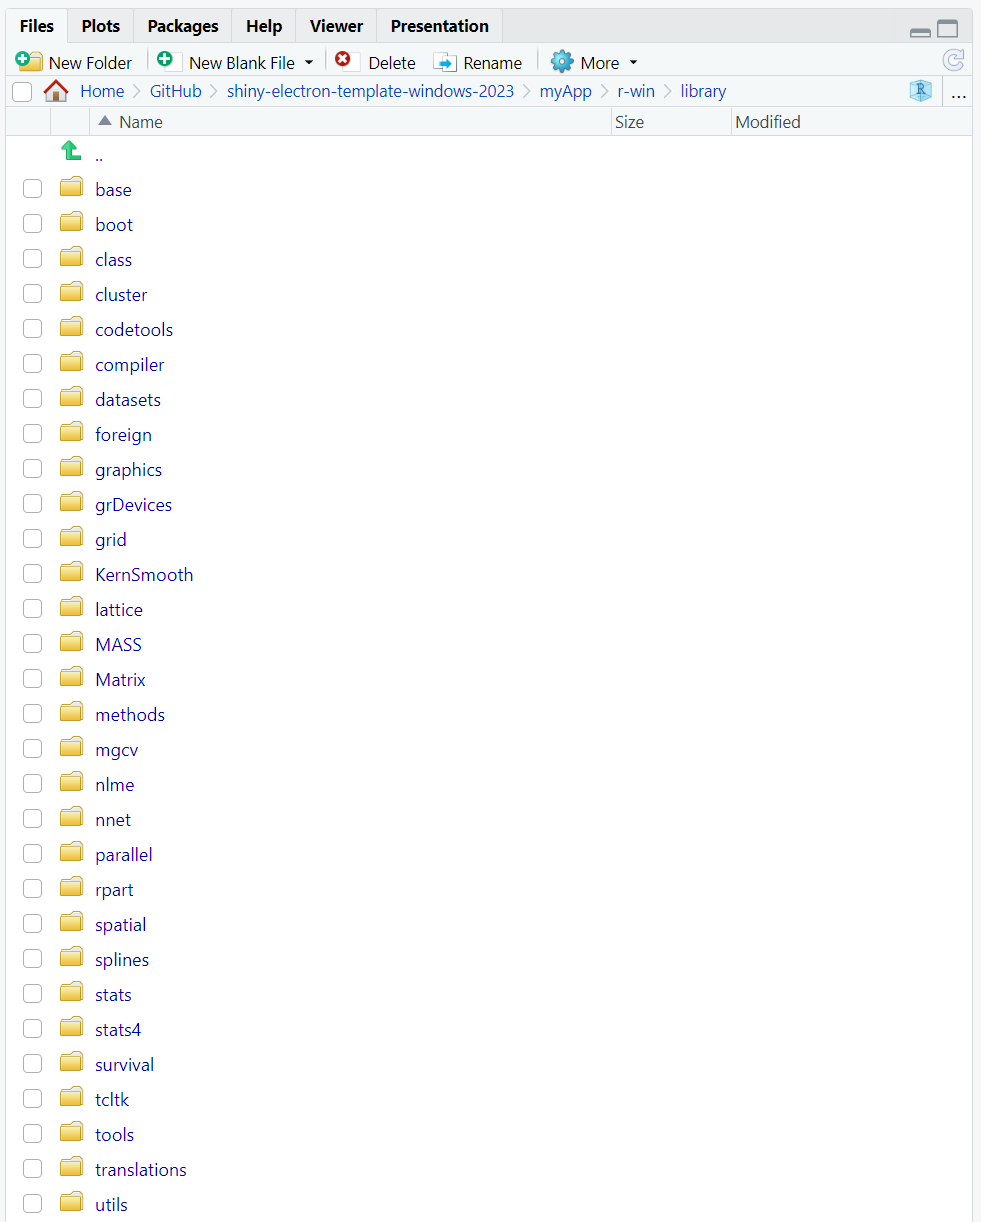 Files Plots Packages Help Viewer Presentation
New Folder New Blank File Delete Rename More
Home GitHub shiny-electron-template-windows-2023 myApp r-win library R ...
Name Size Modified
..
base
boot
class
cluster
codetools
compiler
datasets
foreign
graphics
grDevices
grid
KernSmooth
lattice
MASS
Matrix
methods
mgcv
nlme
nnet
parallel
rpart
spatial
splines
stats
stats4
survival
tcltk
tools
translations
utils